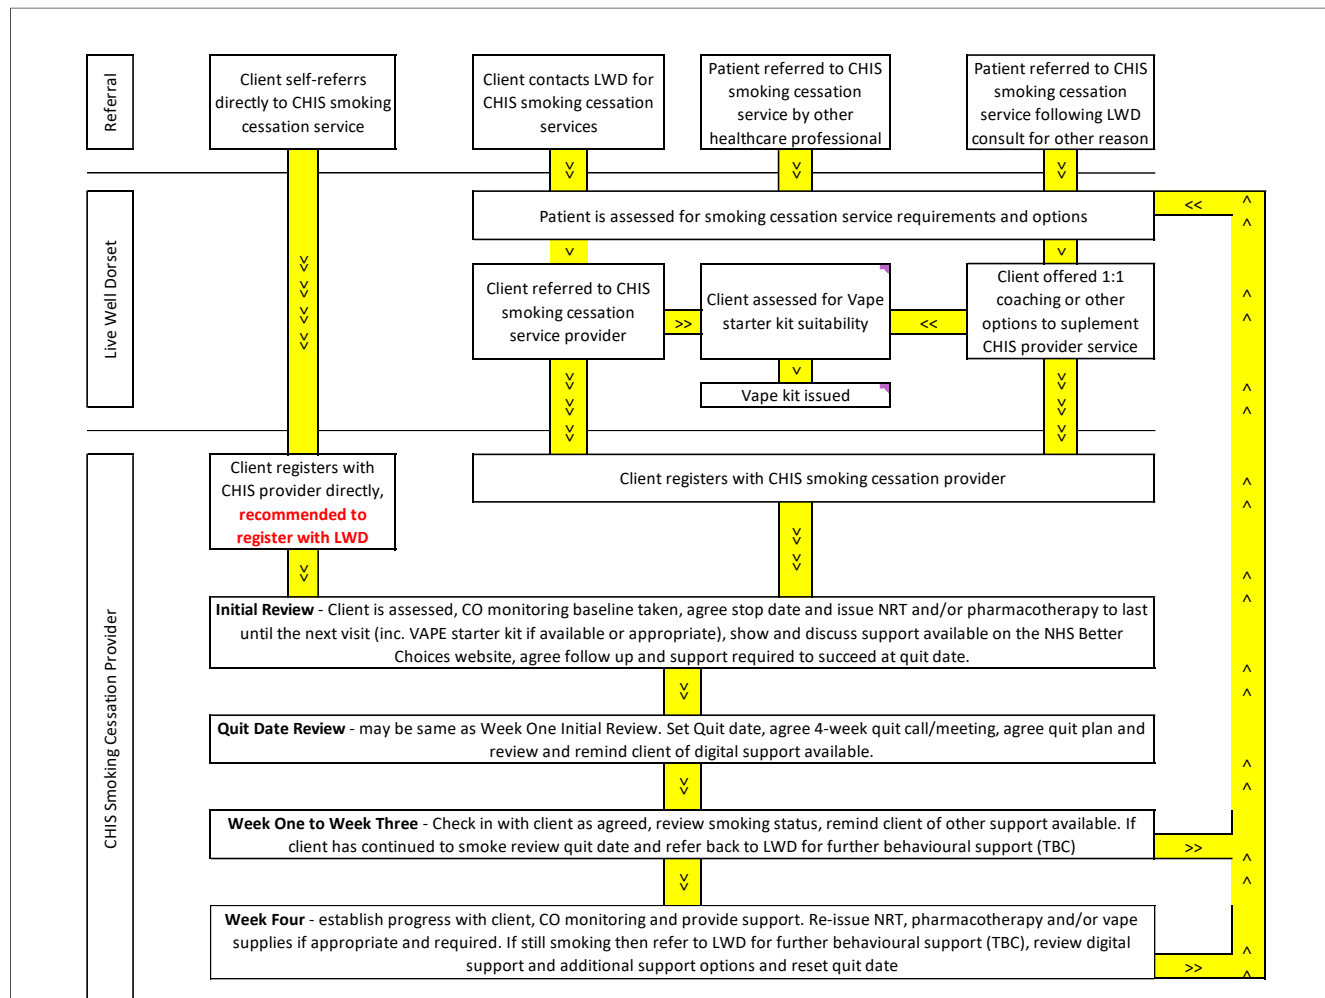 Referral
Client self-referrs
directly to CHIS smoking
cessation service
Client contacts LWD for
CHIS smoking cessation
services
Patient referred to CHIS
smoking cessation
service by other
healthcare professional
Patient referred to CHIS
smoking cessation
service following LWD
consult for other reason
Live Well Dorset
Patient is assessed for smoking cessation service requirements and options
<<
Client referred to CHIS
smoking cessation
service provider
>>
Client assessed for Vape
starter kit suitability
<<
Client offered 1:1
coaching or other
options to suplement
CHIS provider service
Vape kit issued
CHIS Smoking Cessation Provider
Client registers with
CHIS provider directly,
recommended to
register with LWD
Client registers with CHIS smoking cessation provider
Initial Review - Client is assessed, CO monitoring baseline taken, agree stop date and issue NRT and/or pharmacotherapy to last
until the next visit (inc. VAPE starter kit if available or appropriate), show and discuss support available on the NHS Better
Choices website, agree follow up and support required to succeed at quit date.
Quit Date Review - may be same as Week One Initial Review. Set Quit date, agree 4-week quit call/meeting, agree quit plan and
review and remind client of digital support available.
Week One to Week Three - Check in with client as agreed, review smoking status, remind client of other support available. If
client has continued to smoke review quit date and refer back to LWD for further behavioural support (TBC)
>>
Week Four - establish progress with client, CO monitoring and provide support. Re-issue NRT, pharmacotherapy and/or vape
supplies if appropriate and required. If still smoking then refer to LWD for further behavioural support (TBC), review digital
support and additional support options and reset quit date
>>